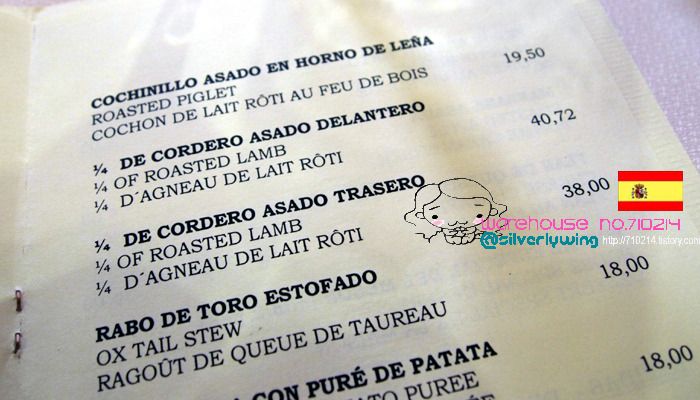 COCHINILLO ASADO EN HORNO DE LEÑA
ROASTED PIGLET 19,50
COCHON DE LAIT RÔTI AU FEU DE BOIS
¼ DE CORDERO ASADO DELANTERO
¼ OF ROASTED LAMB 40,72
¼ D´AGNEAU DE LAIT RÔTI
¼ DE CORDERO ASADO TRASERO
¼ OF ROASTED LAMB 38,00
¼ D´AGNEAU DE LAIT RÔTI
warehouse no.710214
@silverlywing http://710214.tistory.com/
RABO DE TORO ESTOFADO
OX TAIL STEW 18,00
RAGOÛT DE QUEUE DE TAUREAU
CON PURÉ DE PATATA
PUREE 18,00